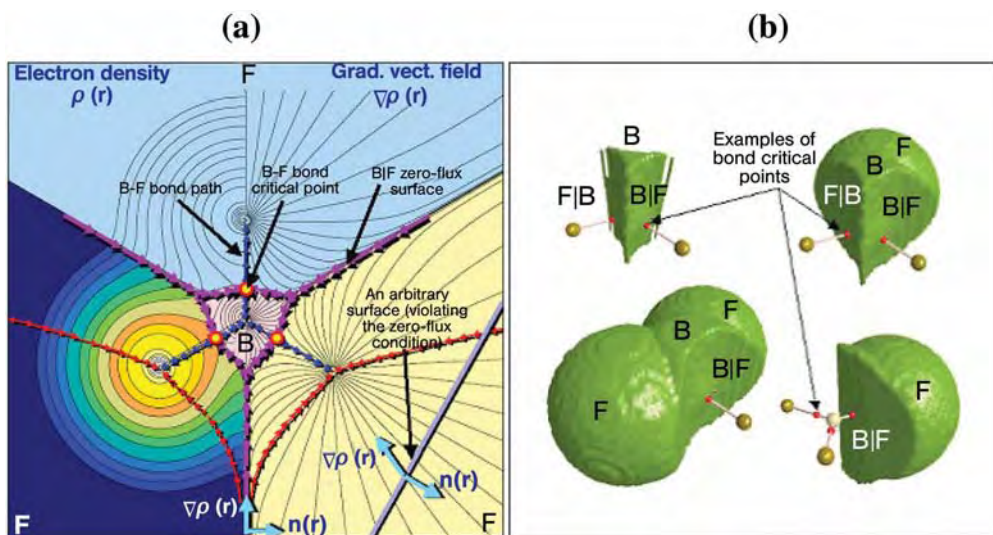 (a)
Electron density
ρ (r)
F
Grad. vect. field
∇ρ (r)
B-F bond path
B-F bond
critical point
B|F zero-flux
surface
An arbitrary
surface (violating
the zero-flux
condition)
B
∇ρ (r)
n(r)
∇ρ (r)
n(r)
F
F
(b)
B
Examples of
bond critical
points
F
B
F|B
B|F
F|B
B|F
B
F
B|F
F
F
B|F